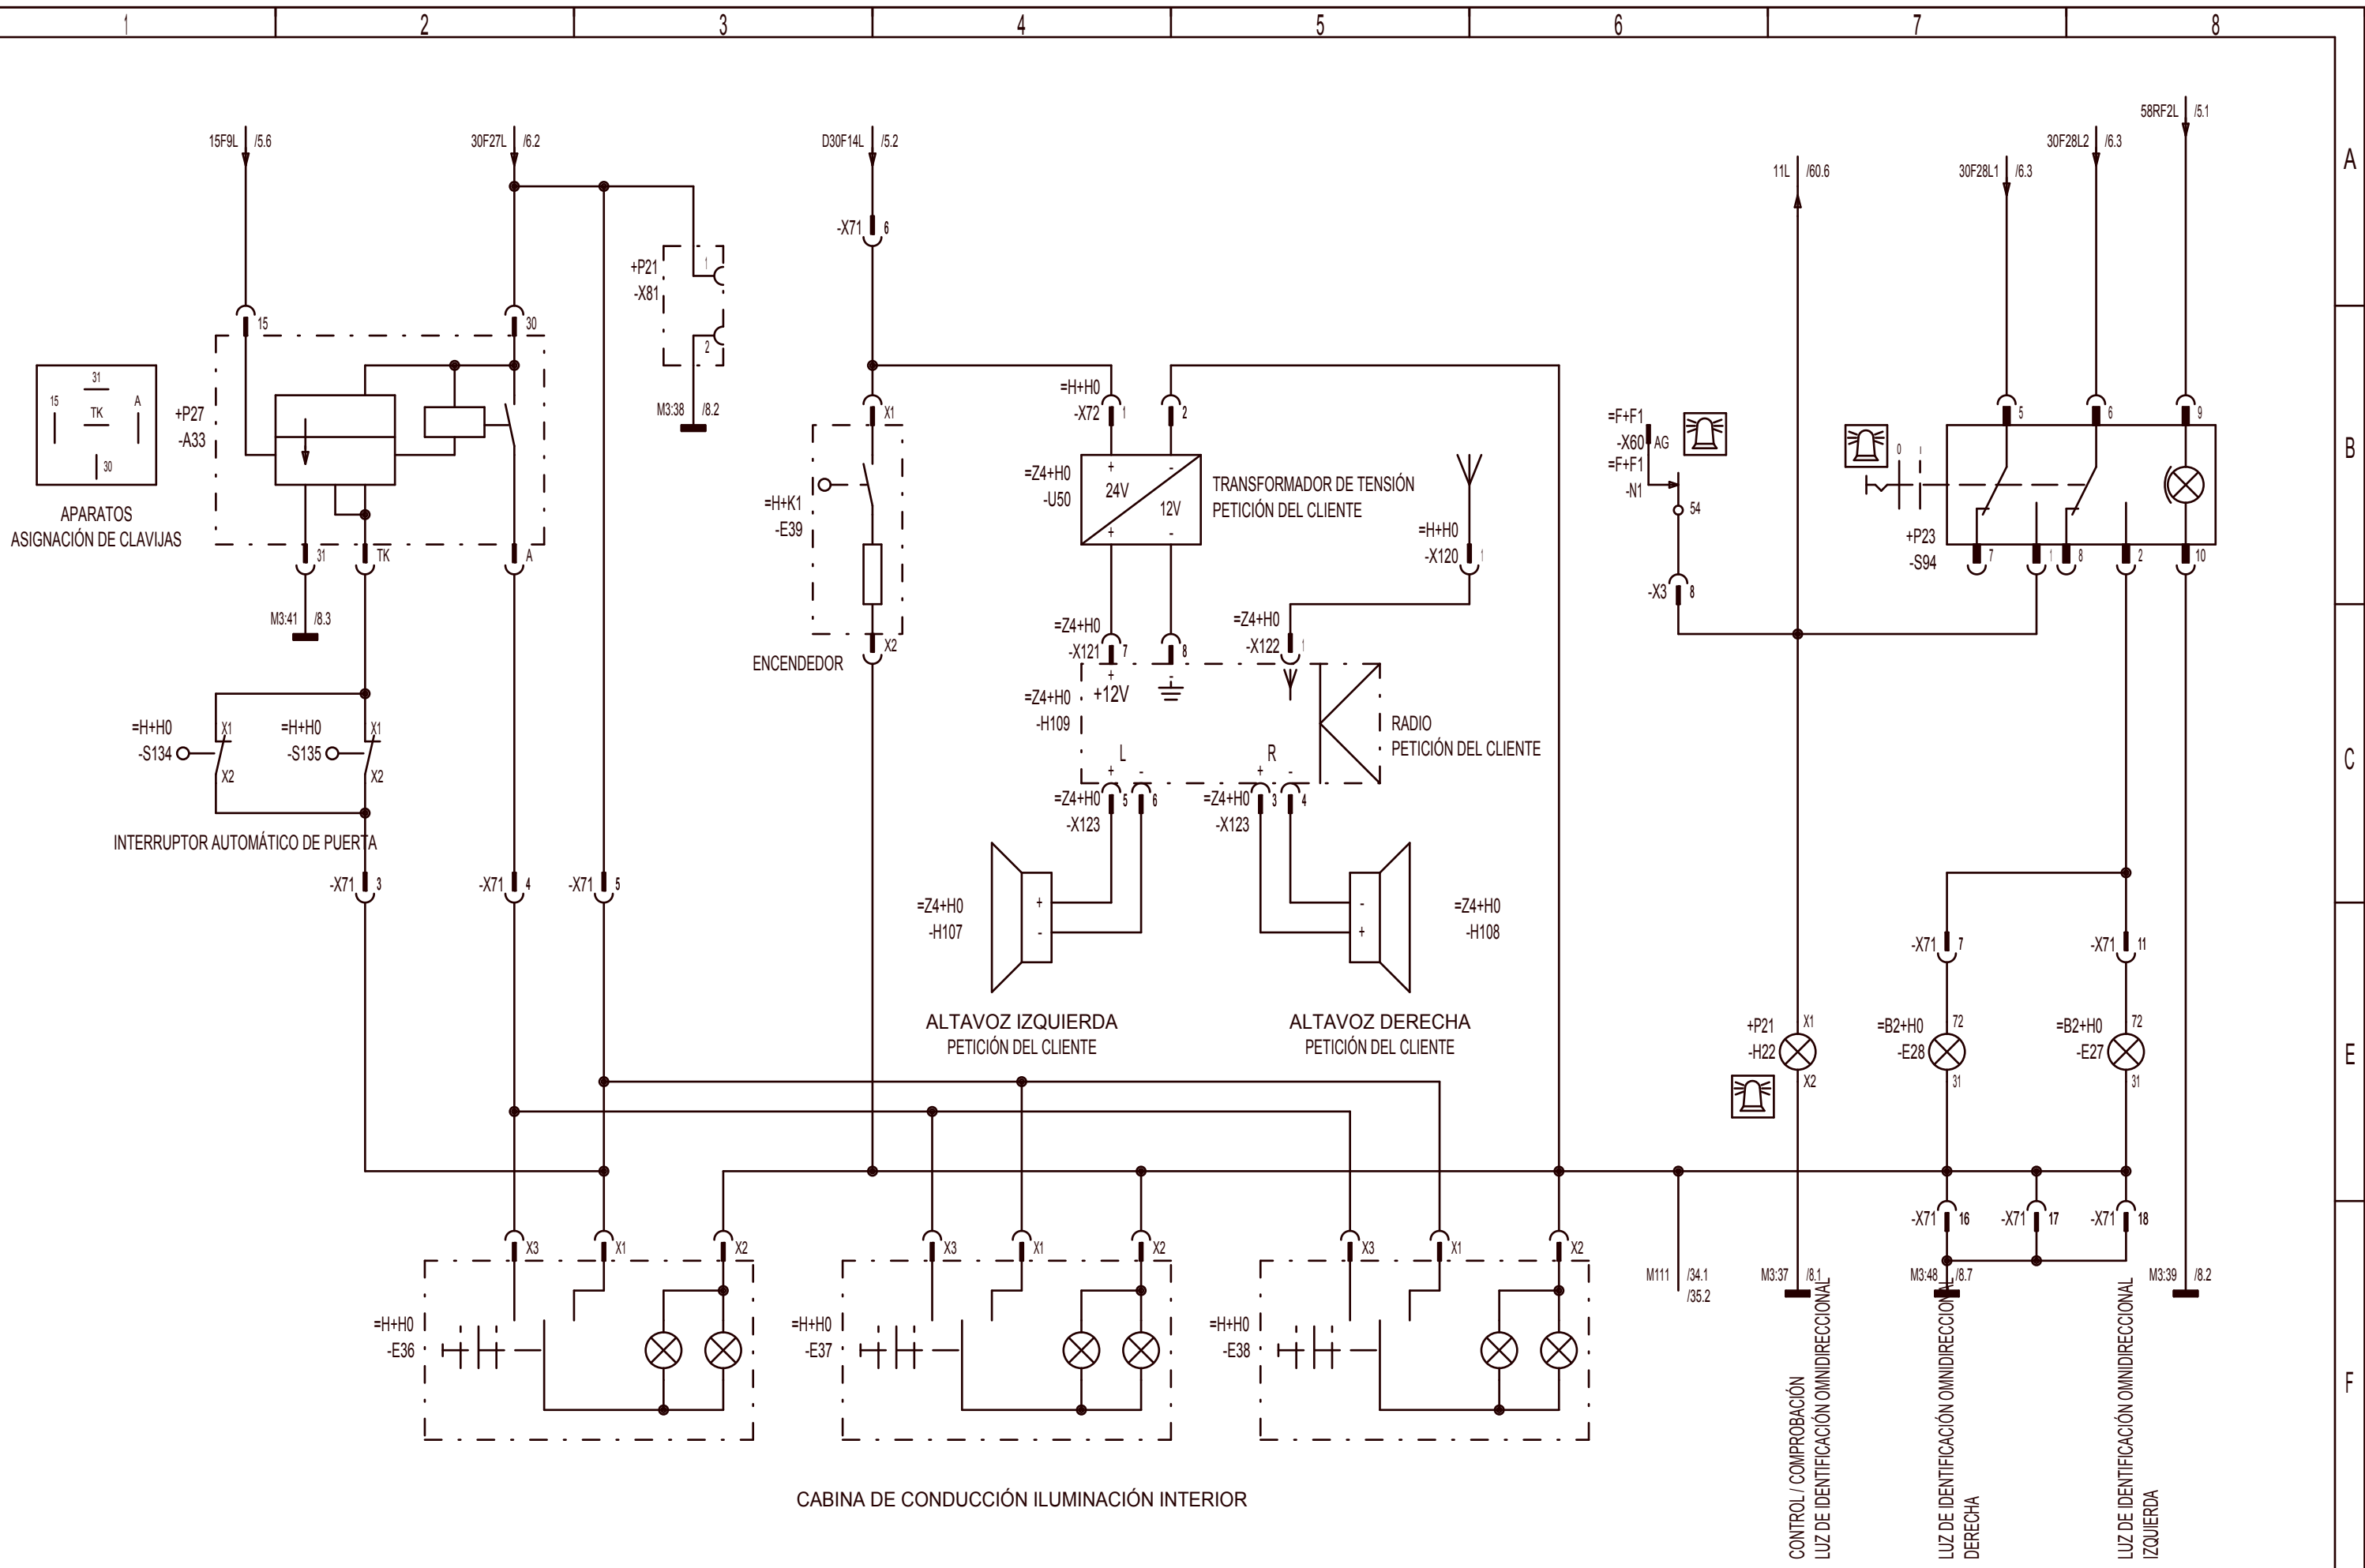 1 2 3 4 5 6 7 8
A
B
C
E
F
15F9L /5.6
30F27L /6.2
D30F14L /5.2
11L /60.6
30F28L1 /6.3
30F28L2 /6.3
58RF2L /5.1
-X71 6
+P21
-X81
1
2
M3:38 /8.2
15
30
31
15 TK A
30
APARATOS
ASIGNACIÓN DE CLAVIJAS
+P27
-A33
31 TK A
M3:41 /8.3
X1
=H+K1
-E39
X2
ENCENDEDOR
=H+H0
-X72 1 2
=Z4+H0
-U50
+ -
24V
12V
+ -
TRANSFORMADOR DE TENSIÓN
PETICIÓN DEL CLIENTE
=H+H0
-X120 1
=F+F1
-X60 AG
=F+F1
-N1
54
-X3 8
0 I
5 6 9
+P23
-S94
7 1 8 2 10
=Z4+H0
-X121 7 8
=Z4+H0
-X122 1
+ -
+12V
=Z4+H0
-H109
L R
+ - + -
RADIO
PETICIÓN DEL CLIENTE
=Z4+H0 5 6
-X123
=Z4+H0 3 4
-X123
=H+H0
-S134
X1
X2
=H+H0
-S135
X1
X2
INTERRUPTOR AUTOMÁTICO DE PUERTA
-X71 3
-X71 4
-X71 5
=Z4+H0
-H107
+
-
=Z4+H0
-H108
-
+
ALTAVOZ IZQUIERDA
PETICIÓN DEL CLIENTE
ALTAVOZ DERECHA
PETICIÓN DEL CLIENTE
-X71 7
-X71 11
+P21
-H22
X1
X2
=B2+H0
-E28
72
31
=B2+H0
-E27
72
31
-X71 16
-X71 17
-X71 18
X3 X1 X2
X3 X1 X2
X3 X1 X2
=H+H0
-E36
=H+H0
-E37
=H+H0
-E38
M111 /34.1
/35.2
M3:37 /8.1
M3:48 /8.7
M3:39 /8.2
CONTROL / COMPROBACIÓN
LUZ DE IDENTIFICACIÓN OMNIDIRECCIONAL
LUZ DE IDENTIFICACIÓN OMNIDIRECCIONAL
DERECHA
LUZ DE IDENTIFICACIÓN OMNIDIRECCIONAL
IZQUIERDA
CABINA DE CONDUCCIÓN ILUMINACIÓN INTERIOR